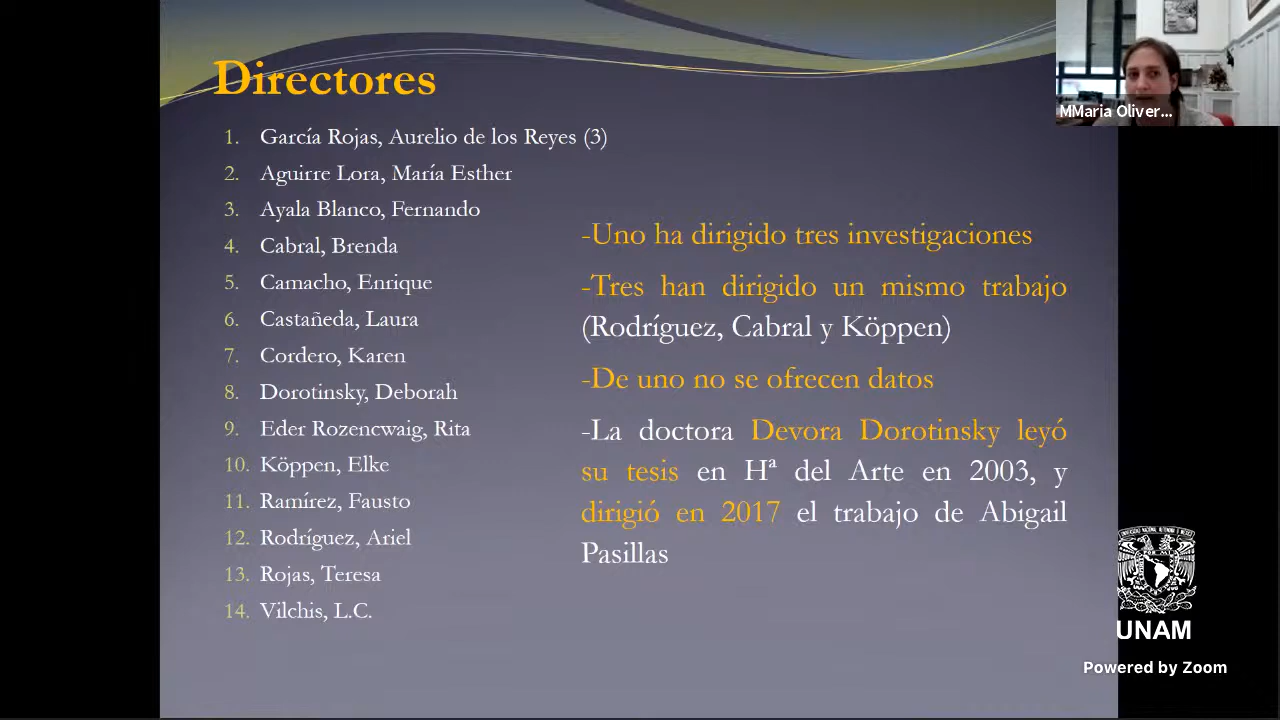 Directores
1. García Rojas, Aurelio de los Reyes (3)
2. Aguirre Lora, María Esther
3. Ayala Blanco, Fernando
4. Cabral, Brenda
5. Camacho, Enrique
6. Castañeda, Laura
7. Cordero, Karen
8. Dorotinsky, Deborah
9. Eder Rozencwaig, Rita
10. Köppen, Elke
11. Ramírez, Fausto
12. Rodríguez, Ariel
13. Rojas, Teresa
14. Vílchis, L.C.
-Uno ha dirigido tres investigaciones
-Tres han dirigido un mismo trabajo
(Rodríguez, Cabral y Köppen)
-De uno no se ofrecen datos
-La doctora Devora Dorotinsky leyó
su tesis en Hª del Arte en 2003, y
dirigió en 2017 el trabajo de Abigail
Pasillas
MMaria Oliver...
UNAM
Powered by Zoom